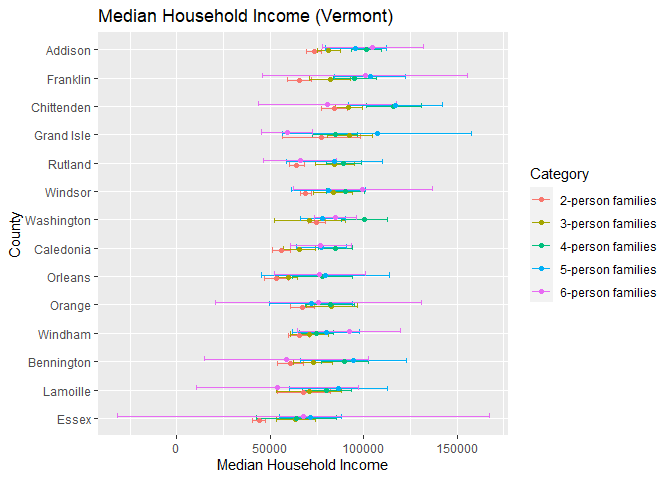 Median Household Income (Vermont)
County
Addison
Franklin
Chittenden
Grand Isle
Rutland
Windsor
Washington
Caledonia
Orleans
Orange
Windham
Bennington
Lamoille
Essex
0
50000
100000
150000
Median Household Income
Category
2-person families
3-person families
4-person families
5-person families
6-person families